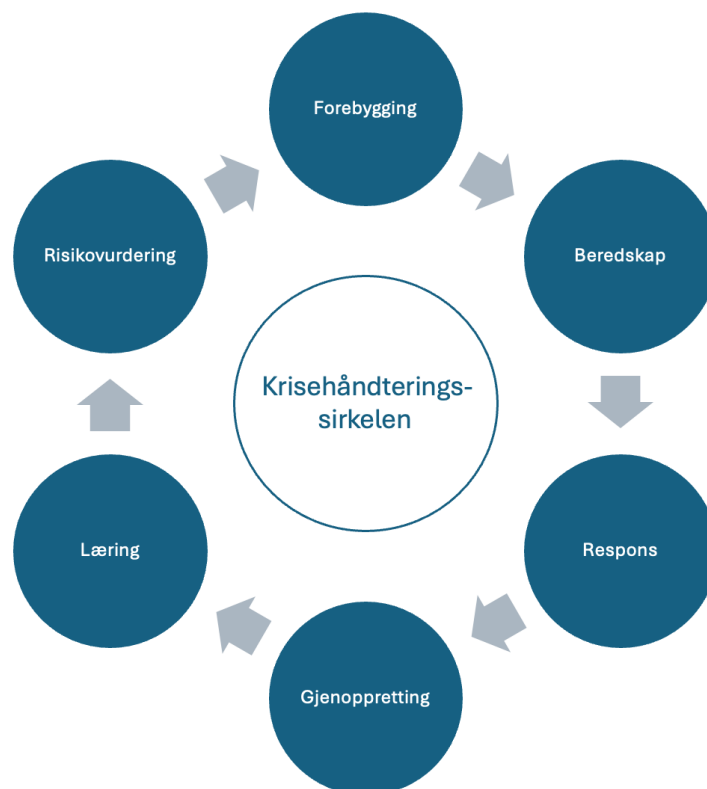 Forebygging
Risikovurdering
Beredskap
Krisehåndterings-
sirkelen
Læring
Respons
Gjenoppretting